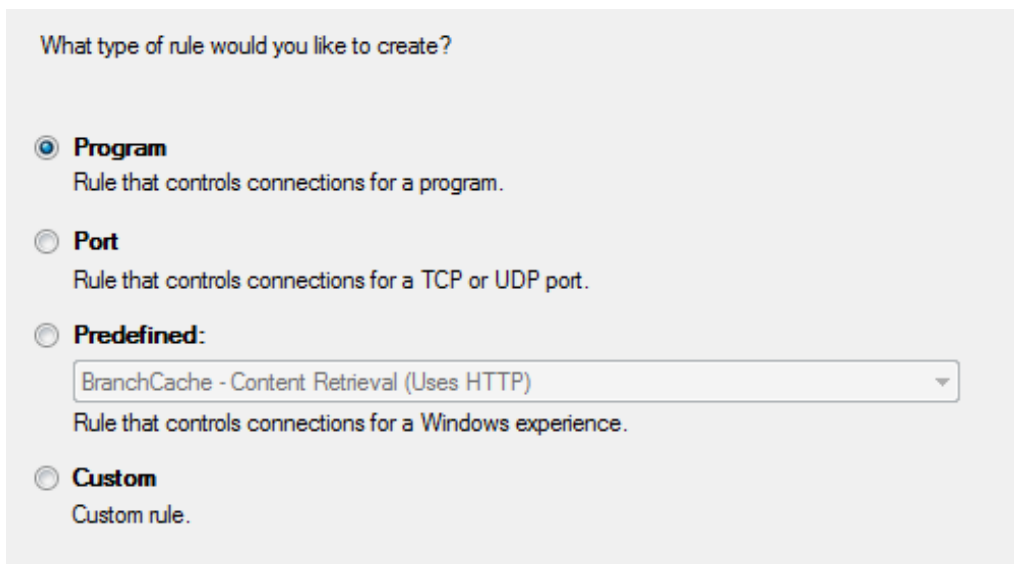 What type of rule would you like to create?
Program
Rule that controls connections for a program.
Port
Rule that controls connections for a TCP or UDP port.
Predefined:
BranchCache - Content Retrieval (Uses HTTP)
Rule that controls connections for a Windows experience.
Custom
Custom rule.